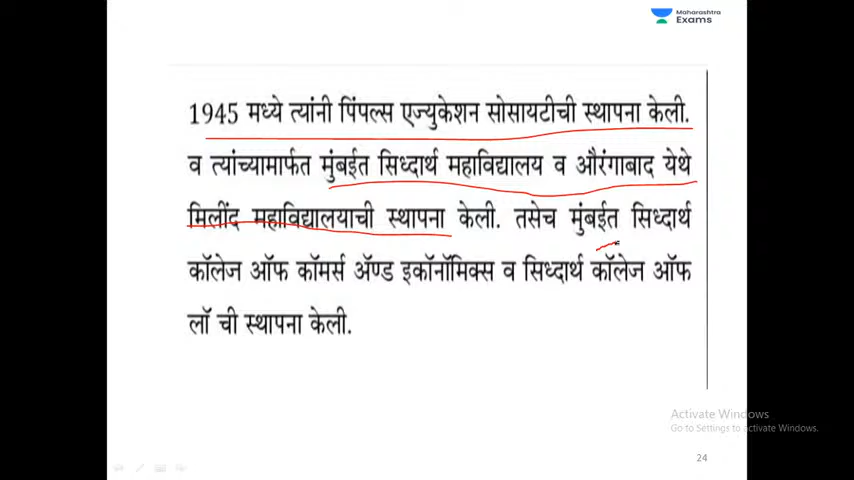 Maharashtra
Exams
1945 मध्ये त्यांनी पिंपल्स एज्युकेशन सोसायटीची स्थापना केली.
व त्यांच्यामार्फत मुंबईत सिध्दार्थ महाविद्यालय व औरंगाबाद येथे
मिलींद महाविद्यालयाची स्थापना केली. तसेच मुंबईत सिध्दार्थ
कॉलेज ऑफ कॉमर्स ॲण्ड इकॉनॉमिक्स व सिध्दार्थ कॉलेज ऑफ
लॉ ची स्थापना केली.
Activate Windows
Go to Settings to activate Windows.
24